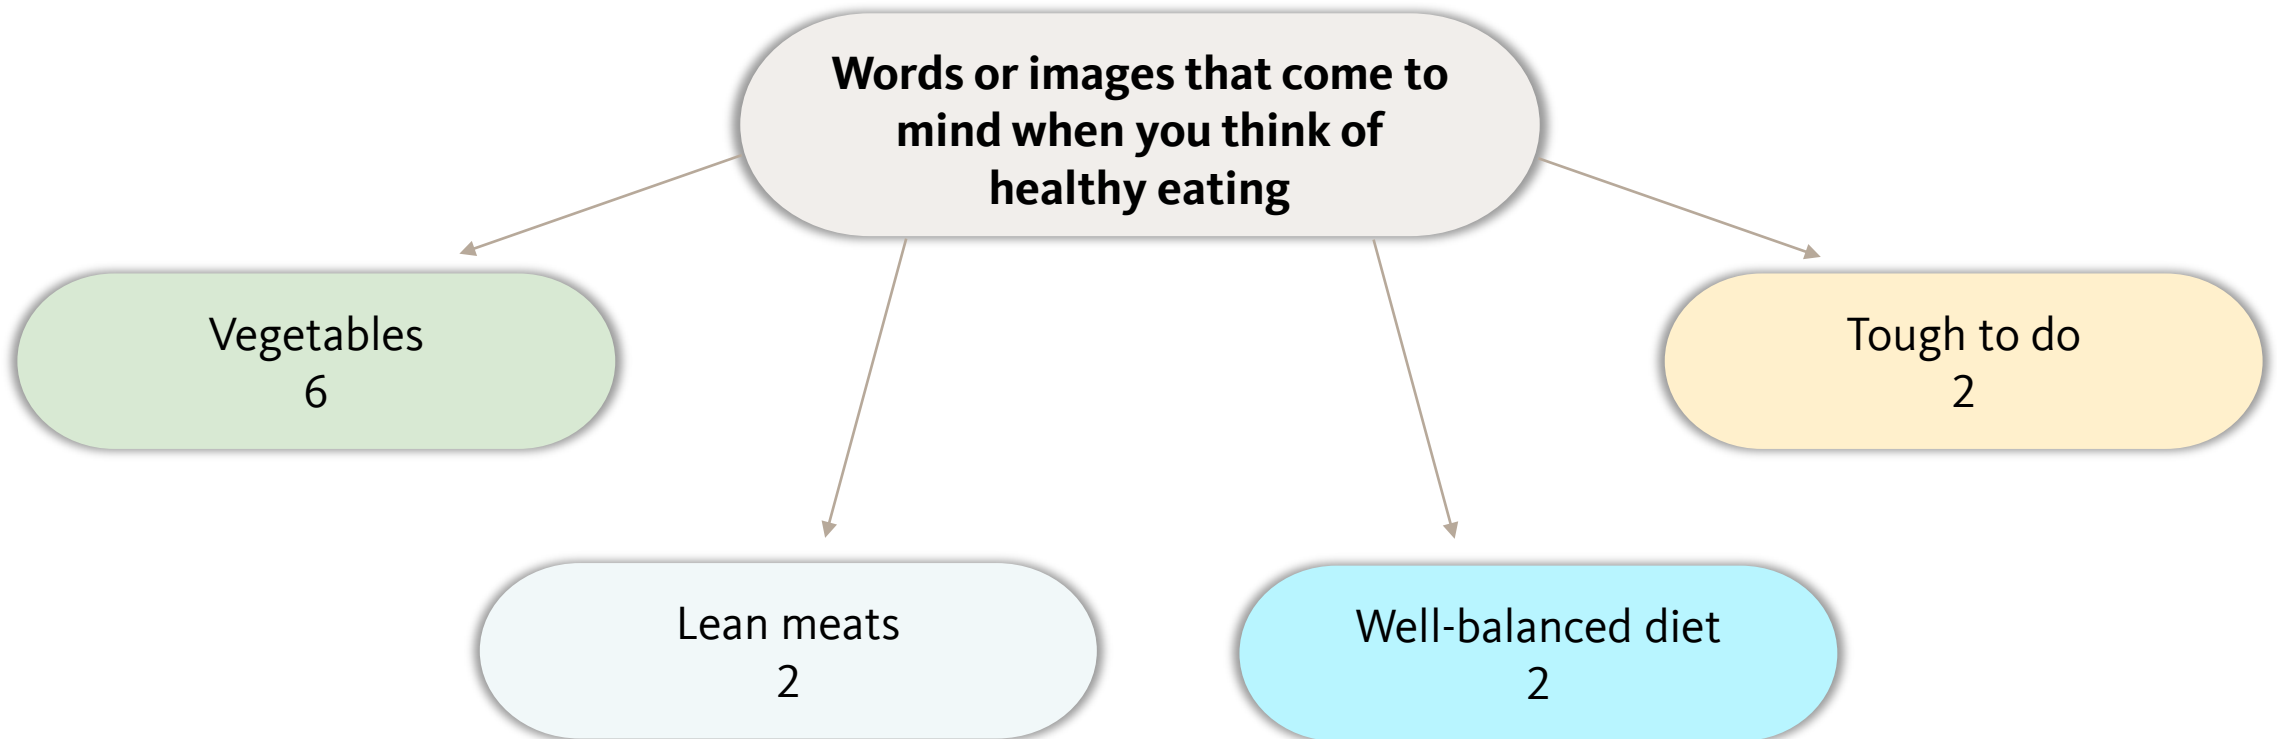 Words or images that come to
mind when you think of
healthy eating
Vegetables
6
Tough to do
2
Lean meats
2
Well-balanced diet
2